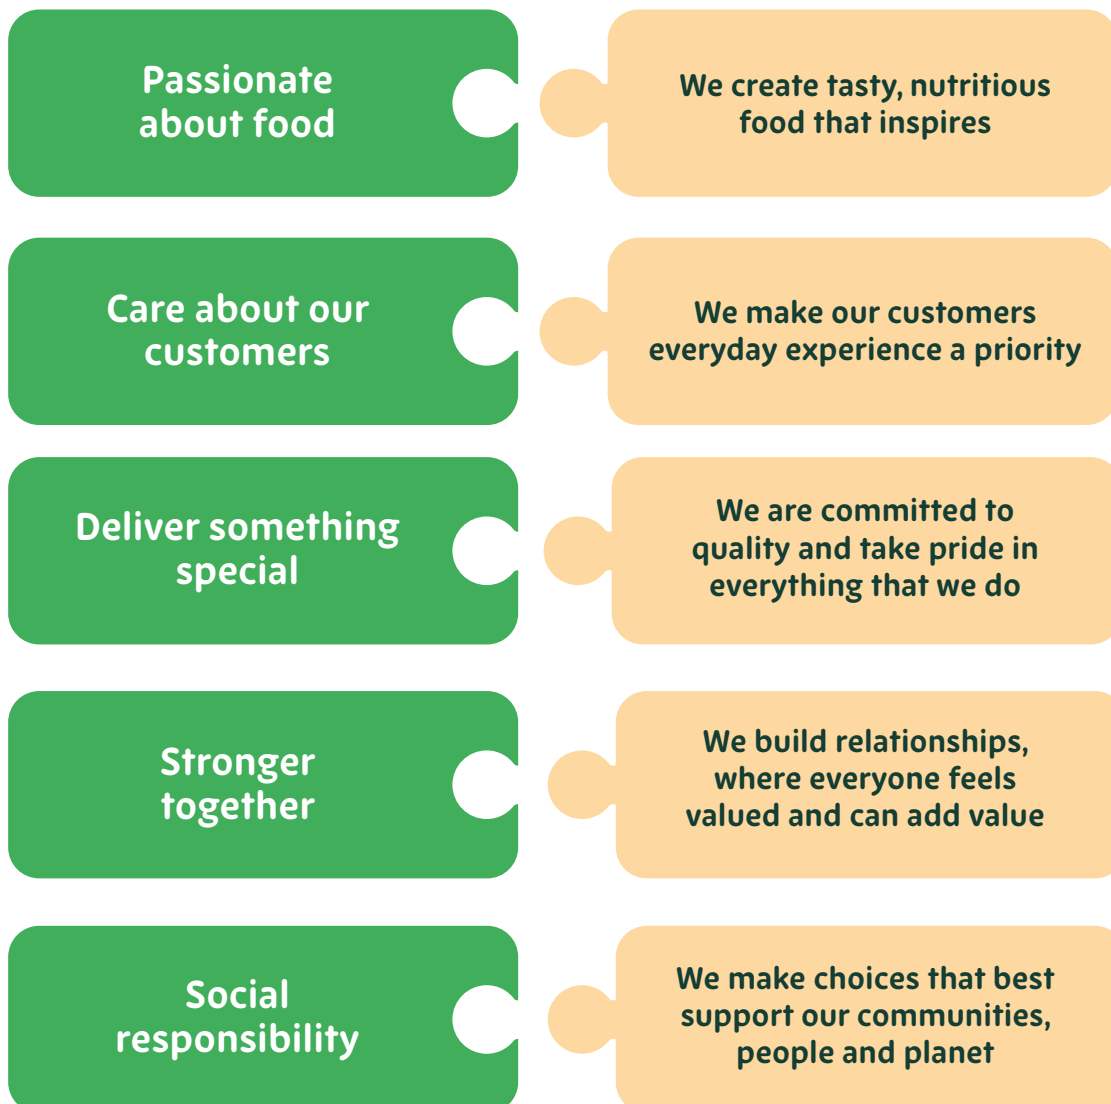 Passionate
about food
We create tasty, nutritious
food that inspires
Care about our
customers
We make our customers
everyday experience a priority
Deliver something
special
We are committed to
quality and take pride in
everything that we do
Stronger
together
We build relationships,
where everyone feels
valued and can add value
Social
responsibility
We make choices that best
support our communities,
people and planet